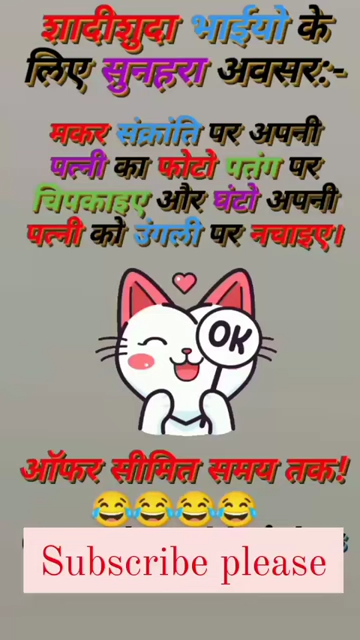 शादीशुदा भाईयो के
लिए सुनहरा अवसर:-
मकर संक्रांति पर अपनी
पत्नी का फोटो पतंग पर
चिपकाइए और घंटो अपनी
पत्नी को उंगली पर नचाइए।
OK
ऑफर सीमित समय तक!
😂😂😂😂
Subscribe please